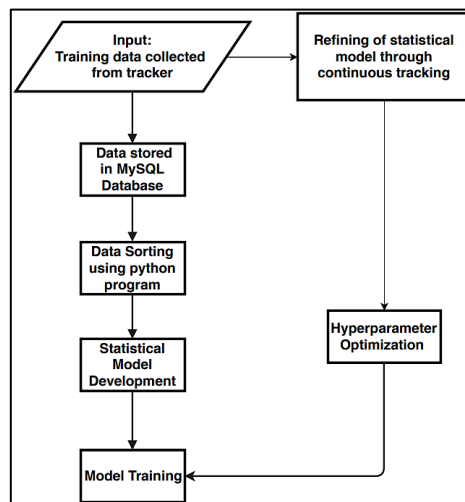 Input:
Training data collected
from tracker
Refining of statistical
model through
continuous tracking
Data stored
in MySQL
Database
Data Sorting
using python
program
Statistical
Model
Development
Hyperparameter
Optimization
Model Training